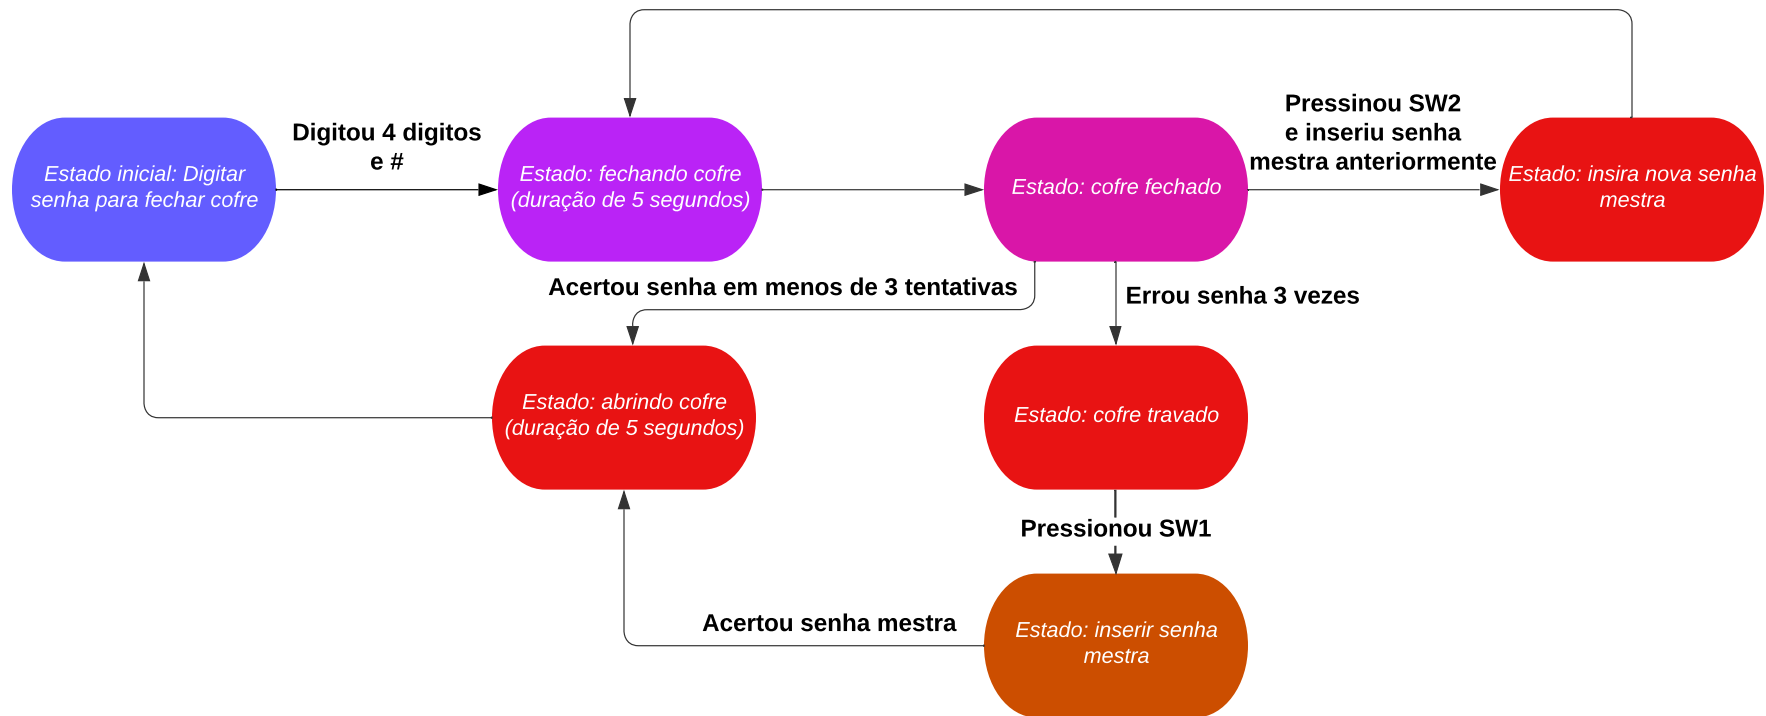 Estado inicial: Digitar
senha para fechar cofre
Digitou 4 digitos
e #
Estado: fechando cofre
(duração de 5 segundos)
Estado: cofre fechado
Pressinou SW2
e inseriu senha
mestra anteriormente
Estado: insira nova senha
mestra
Acertou senha em menos de 3 tentativas
Errou senha 3 vezes
Estado: abrindo cofre
(duração de 5 segundos)
Estado: cofre travado
Pressionou SW1
Acertou senha mestra
Estado: inserir senha
mestra